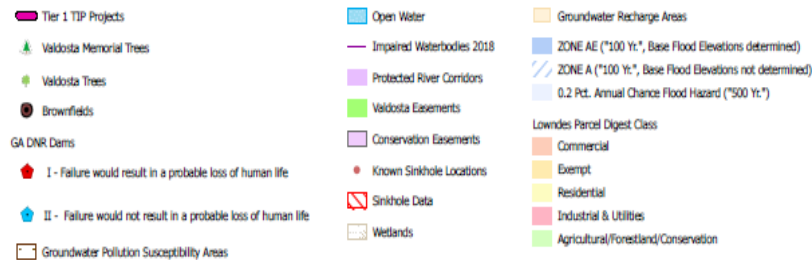 Tier 1 TIP Projects
Valdosta Memorial Trees
Valdosta Trees
Brownfields
GA DNR Dams
I - Failure would result in a probable loss of human life
II - Failure would not result in a probable loss of human life
Groundwater Pollution Susceptibility Areas
Open Water
Impaired Waterbodies 2018
Protected River Corridors
Valdosta Easements
Conservation Easements
Known Sinkhole Locations
Sinkhole Data
Wetlands
Groundwater Recharge Areas
ZONE AE ("100 Yr.", Base Flood Elevations determined)
ZONE A ("100 Yr.", Base Flood Elevations not determined)
0.2 Pct. Annual Chance Flood Hazard ("500 Yr.")
Lowndes Parcel Digest Class
Commercial
Exempt
Residential
Industrial & Utilities
Agricultural/Forestland/Conservation